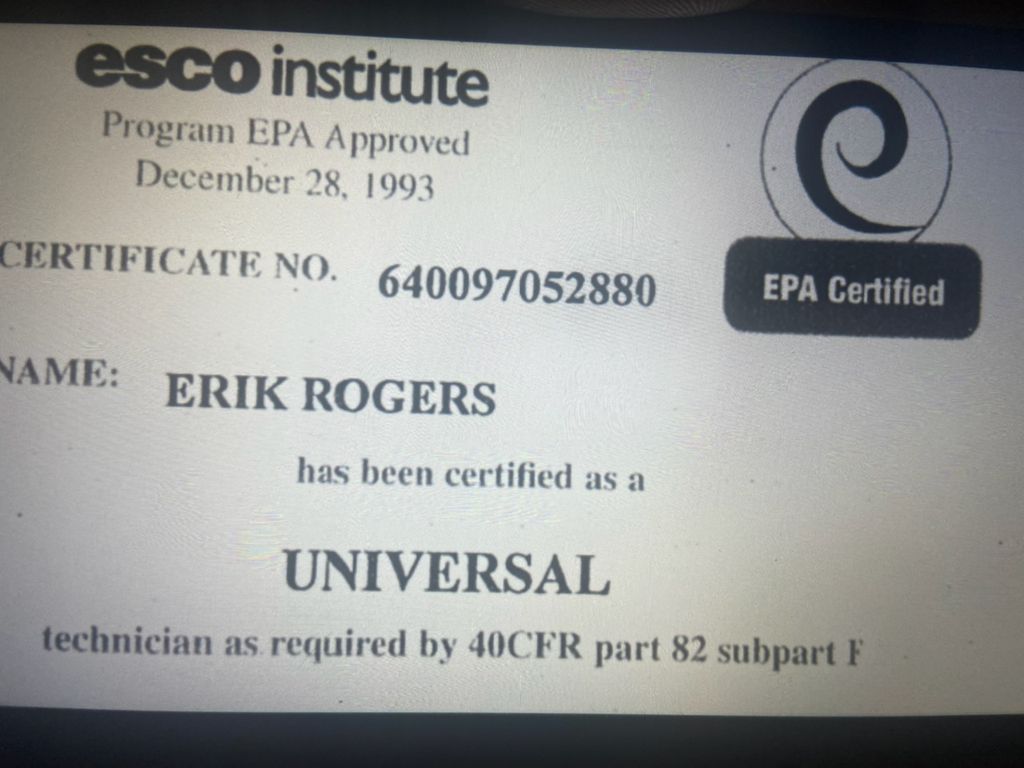 esco institute
Program EPA Approved
December 28, 1993
EPA Certified
CERTIFICATE NO. 640097052880
NAME: ERIK ROGERS
has been certified as a
UNIVERSAL
technician as required by 40CFR part 82 subpart F